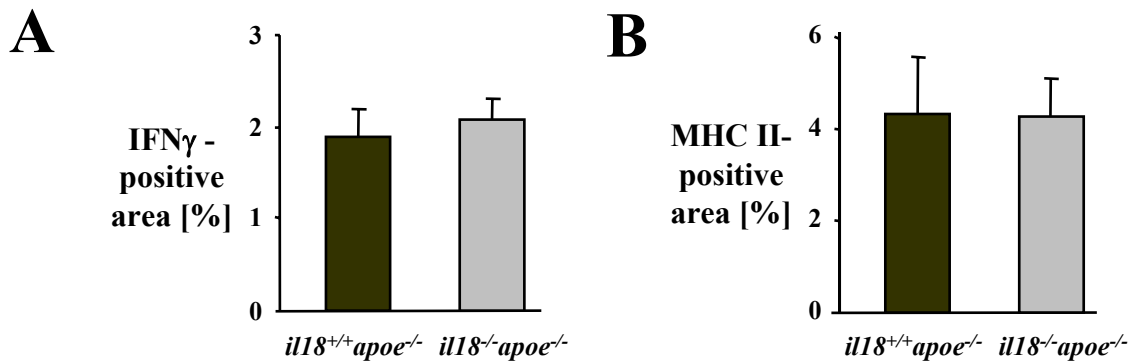 A
3
2
1
0
IFNγ -
positive
area [%]
il18+/+apoe-/- il18-/-apoe-/-
B
6
4
2
0
MHC II-
positive
area [%]
il18+/+apoe-/- il18-/-apoe-/-